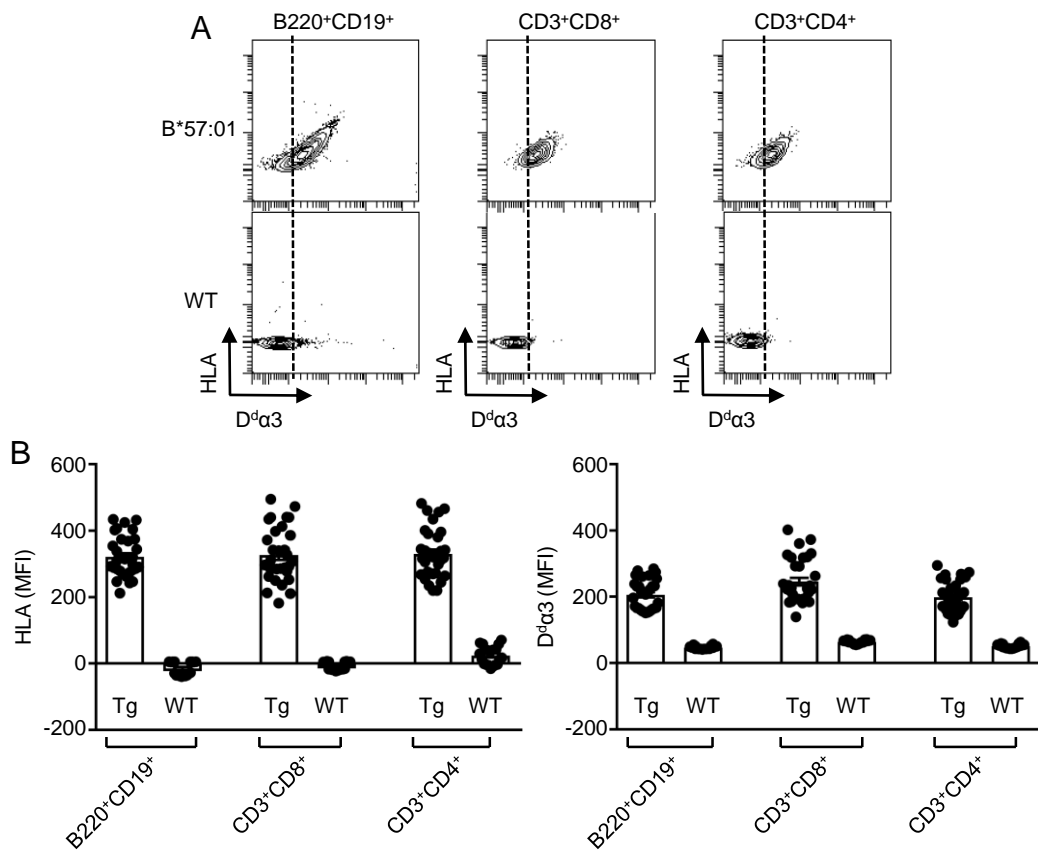 A
B220⁺CD19⁺ CD3⁺CD8⁺ CD3⁺CD4⁺
B*57:01
WT
HLA HLA HLA
Dᵈα3 Dᵈα3 Dᵈα3
B
HLA (MFI)
600
400
200
0
-200
Tg WT Tg WT Tg WT
B220⁺CD19⁺ CD3⁺CD8⁺ CD3⁺CD4⁺
Dᵈα3 (MFI)
600
400
200
0
-200
Tg WT Tg WT Tg WT
B220⁺CD19⁺ CD3⁺CD8⁺ CD3⁺CD4⁺